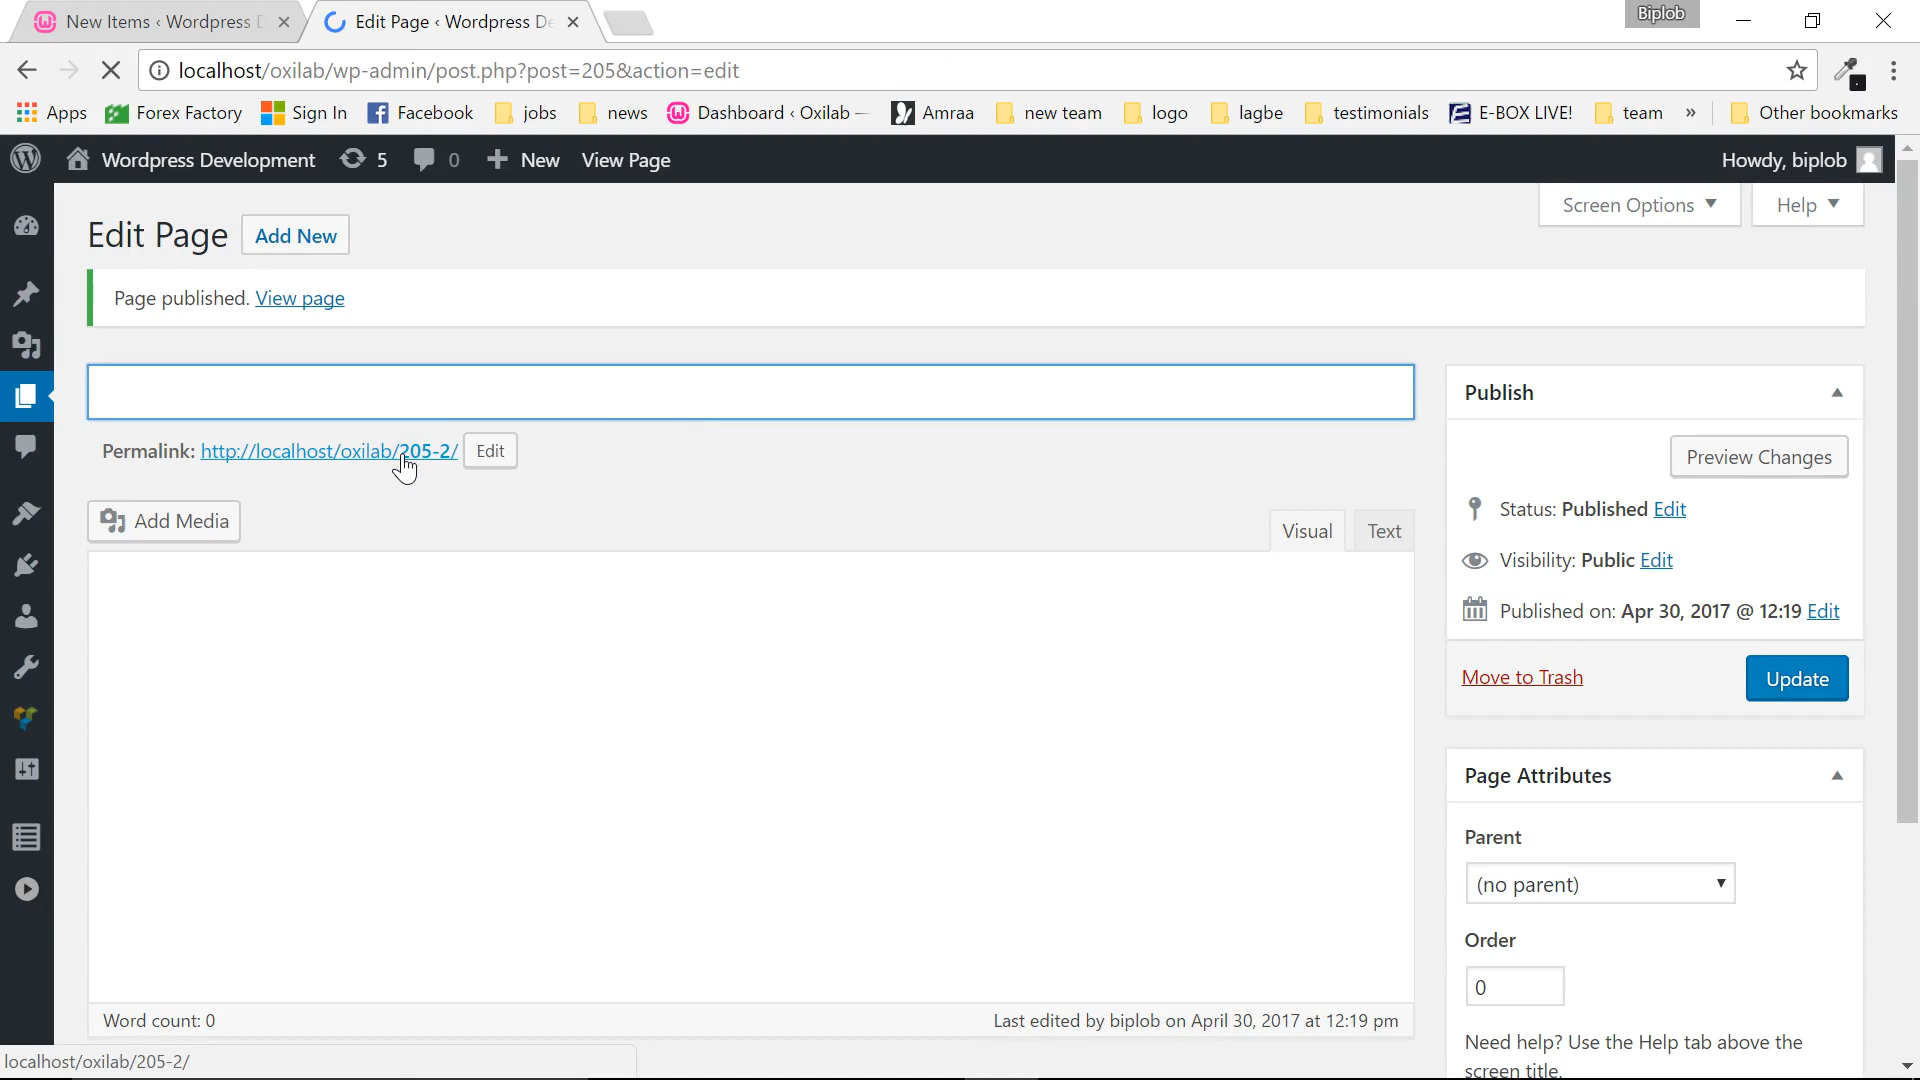 New Items ‹ Wordpress D
Edit Page ‹ Wordpress De
Biplob
localhost/oxilab/wp-admin/post.php?post=205&action=edit
Apps
Forex Factory
Sign In
Facebook
jobs
news
Dashboard ‹ Oxilab —
Amraa
new team
logo
lagbe
testimonials
E-BOX LIVE!
team
»
Other bookmarks
Wordpress Development
5
0
New
View Page
Howdy, biplob
Screen Options
Help
Edit Page
Add New
Page published. View page
Permalink: http://localhost/oxilab/205-2/
Edit
Add Media
Visual
Text
Word count: 0
Last edited by biplob on April 30, 2017 at 12:19 pm
Publish
Preview Changes
Status: Published Edit
Visibility: Public Edit
Published on: Apr 30, 2017 @ 12:19 Edit
Move to Trash
Update
Page Attributes
Parent
(no parent)
Order
0
Need help? Use the Help tab above the
screen title.
localhost/oxilab/205-2/